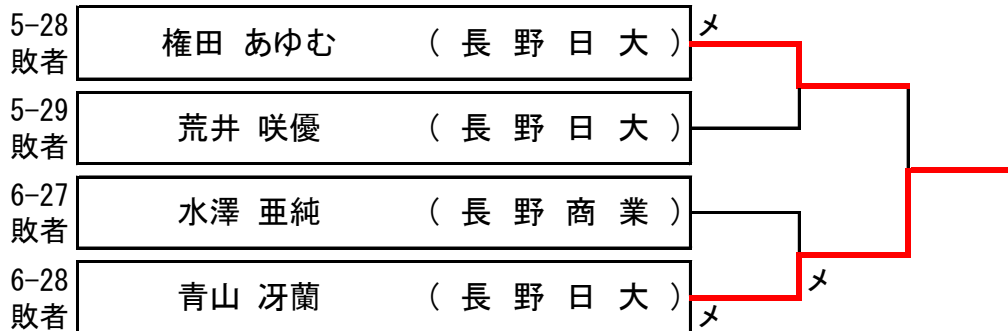 5-28
敗者
権田 あゆむ (長野日大) メ
5-29
敗者
荒井 咲優 (長野日大)
6-27
敗者
水澤 亜純 (長野商業)
メ
6-28
敗者
青山 冴蘭 (長野日大) メ